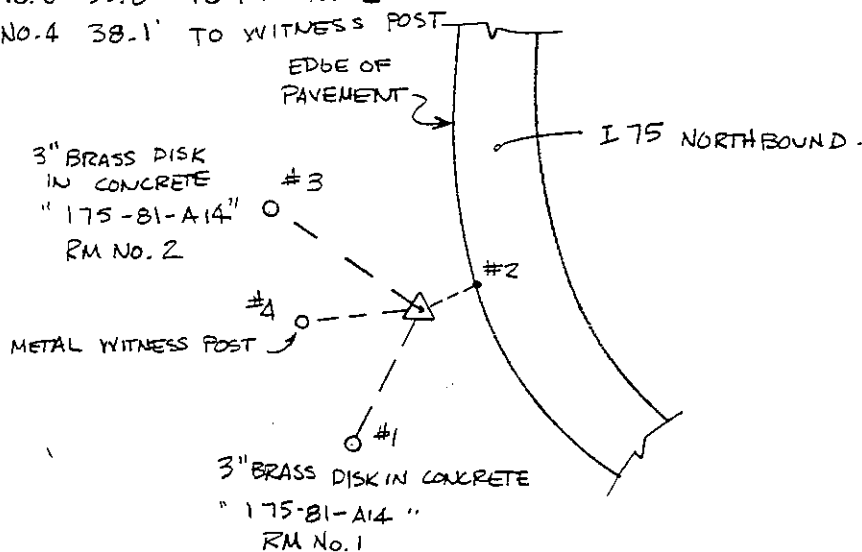 NO.4 38.1' TO WITNESS POST
EDGE OF
PAVEMENT
I 75 NORTHBOUND.
3" BRASS DISK
IN CONCRETE
"175-81-A14"
RM NO. 2
#3
#2
#4
METAL WITNESS POST
#1
3" BRASS DISK IN CONCRETE
"175-81-A14"
RM No. 1